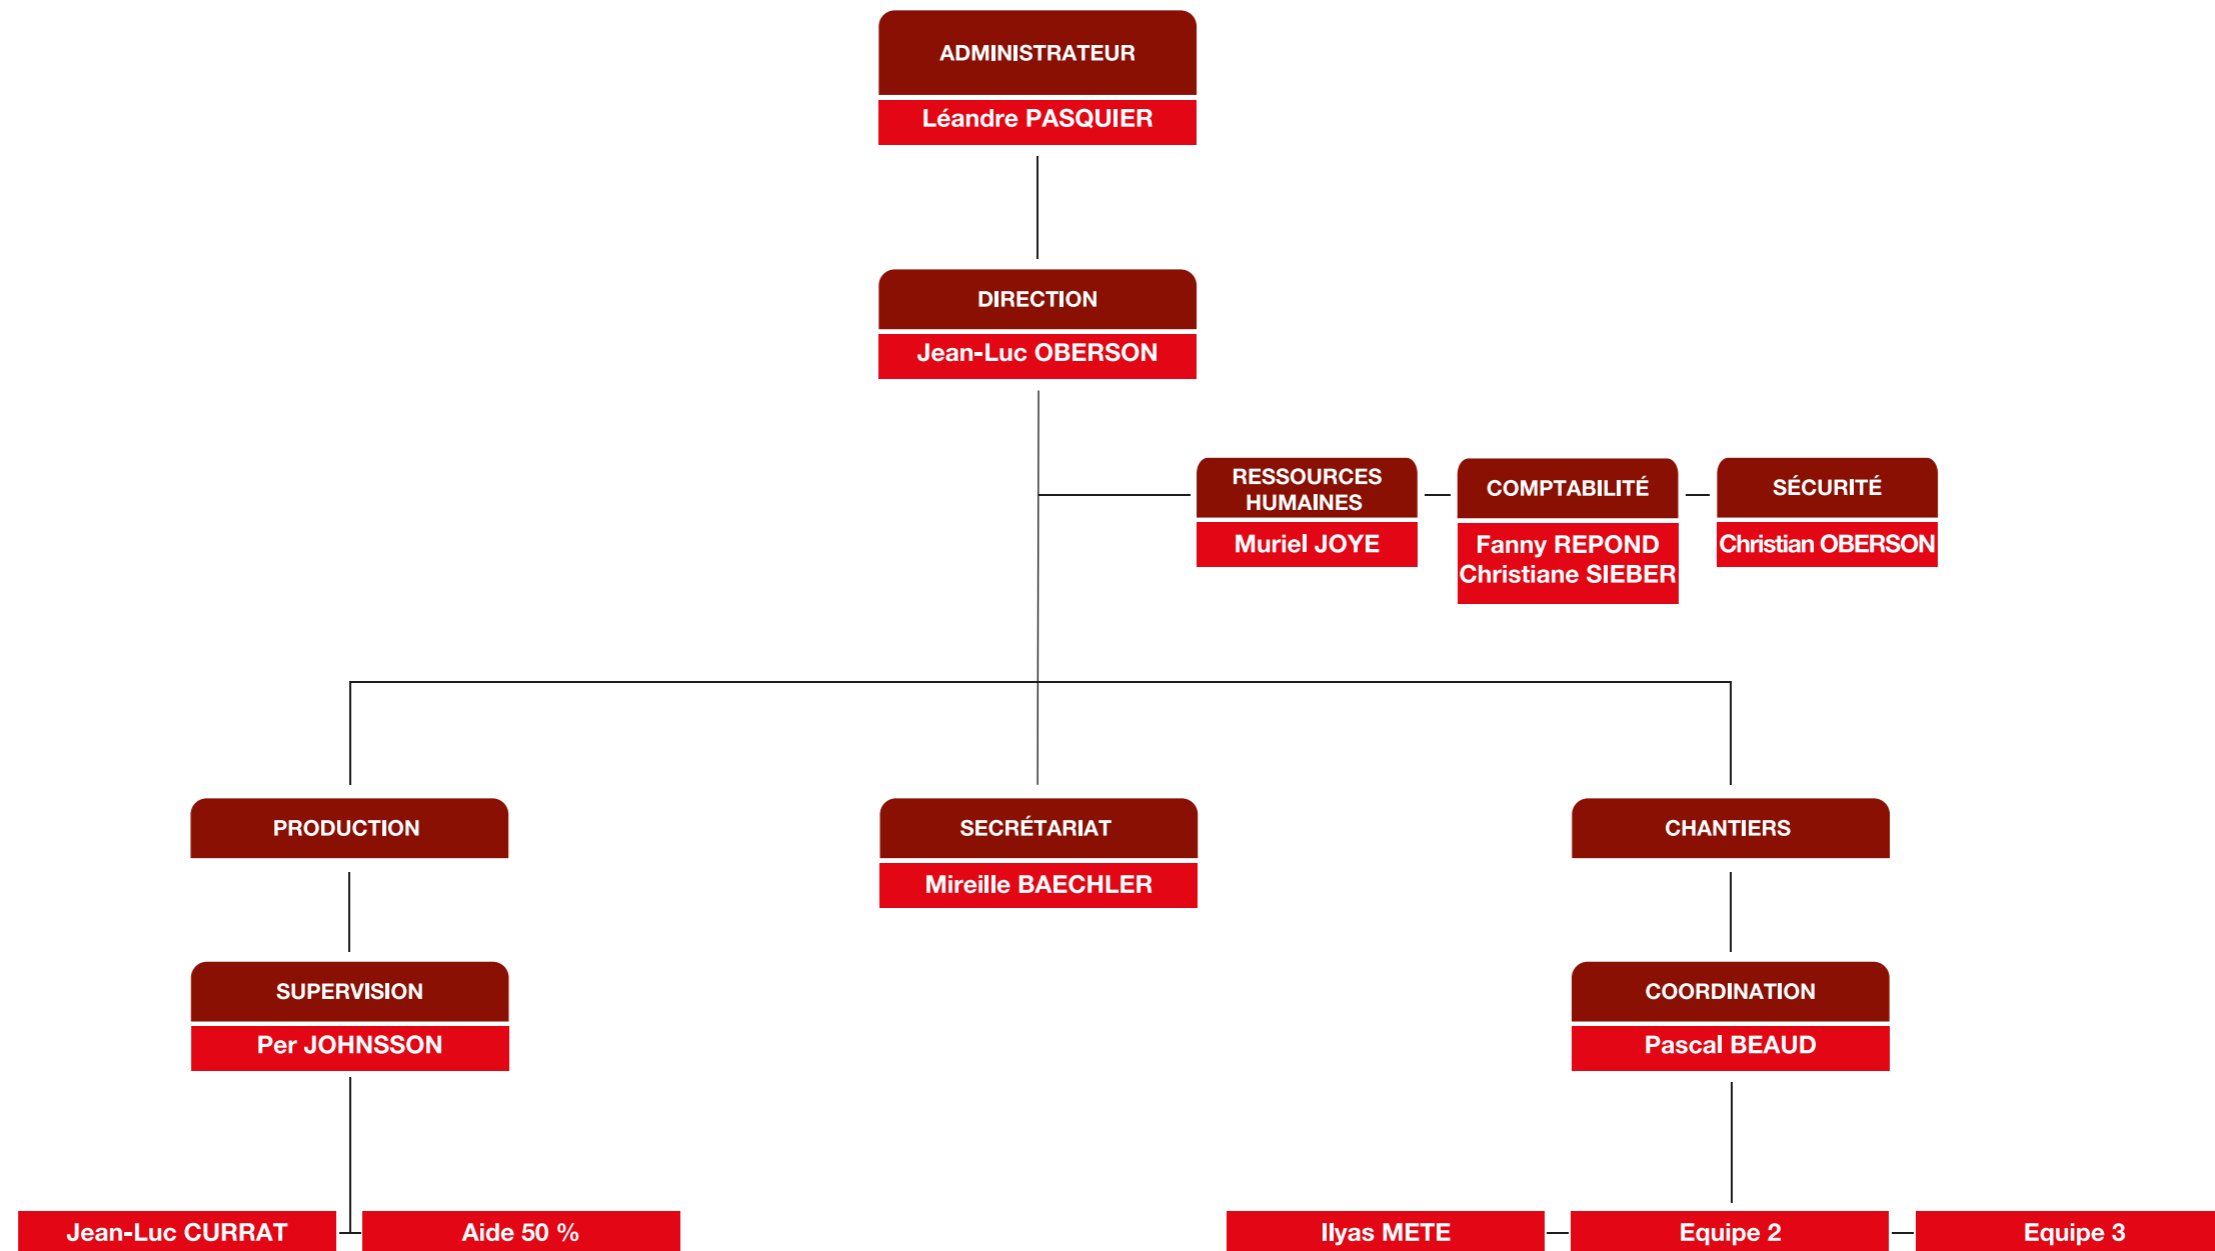 ADMINISTRATEUR
Léandre PASQUIER
DIRECTION
Jean-Luc OBERSON
RESSOURCES
HUMAINES
Muriel JOYE
COMPTABILITÉ
Fanny REPOND
Christiane SIEBER
SÉCURITÉ
Christian OBERSON
PRODUCTION
SECRÉTARIAT
Mireille BAECHLER
CHANTIERS
SUPERVISION
Per JOHNSSON
COORDINATION
Pascal BEAUD
Jean-Luc CURRAT
Aide 50 %
Ilyas METE
Equipe 2
Equipe 3